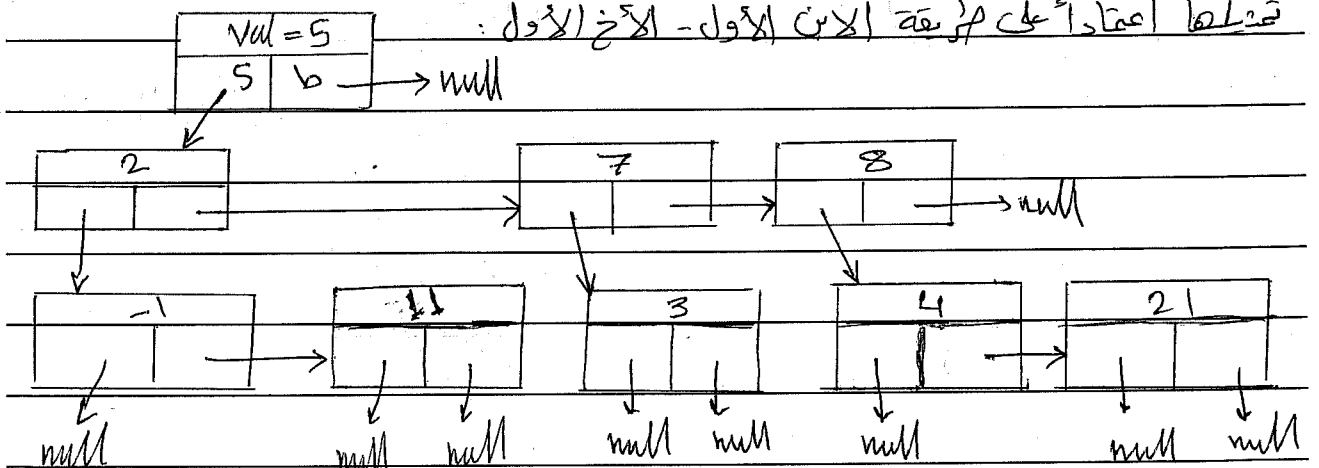 تمثيلها اعتماداً على طريقة الابن الأول - الأخ الأول:
Val = 5
5 b null
2 7 8
null
-1 11 3 4 21
null null null null null null null null